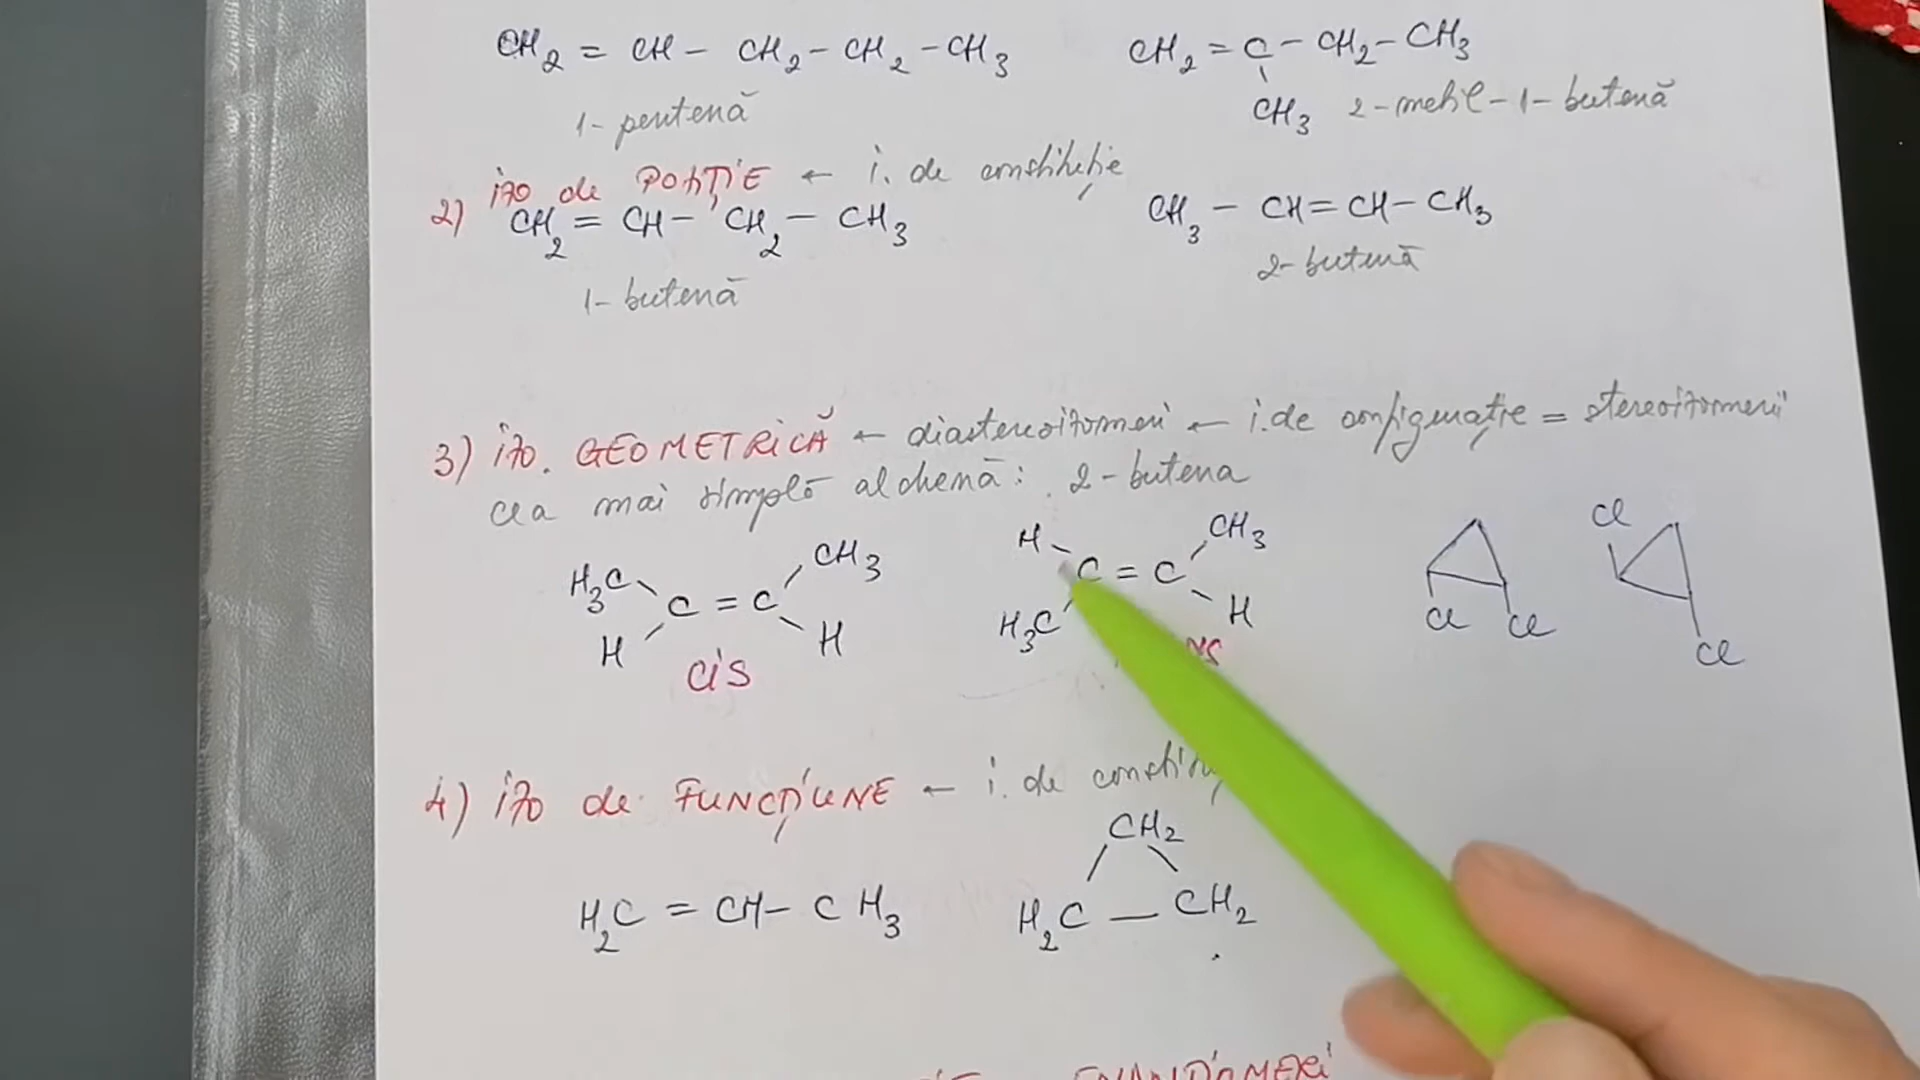 CH2 = CH - CH2 - CH2 - CH3
CH2 = C - CH2 - CH3
CH3
1- pentenă
2-metil-1-butenă
2) izo de POZIȚIE ← i. de constituție
CH2 = CH - CH2 - CH3
CH3 - CH = CH - CH3
1- butenă
2- butenă
3) izo. GEOMETRICĂ ← diastereoizomeri ← i. de configurație = stereoizomeri
cea mai simplă alchenă: 2-butena
H3C CH3
C = C
H H
cis
H CH3
C = C
H3C H
Cl Cl
Cl
Cl
4) izo de FUNCȚIUNE ← i. de
H2C = CH - CH3
CH2
H2C — CH2